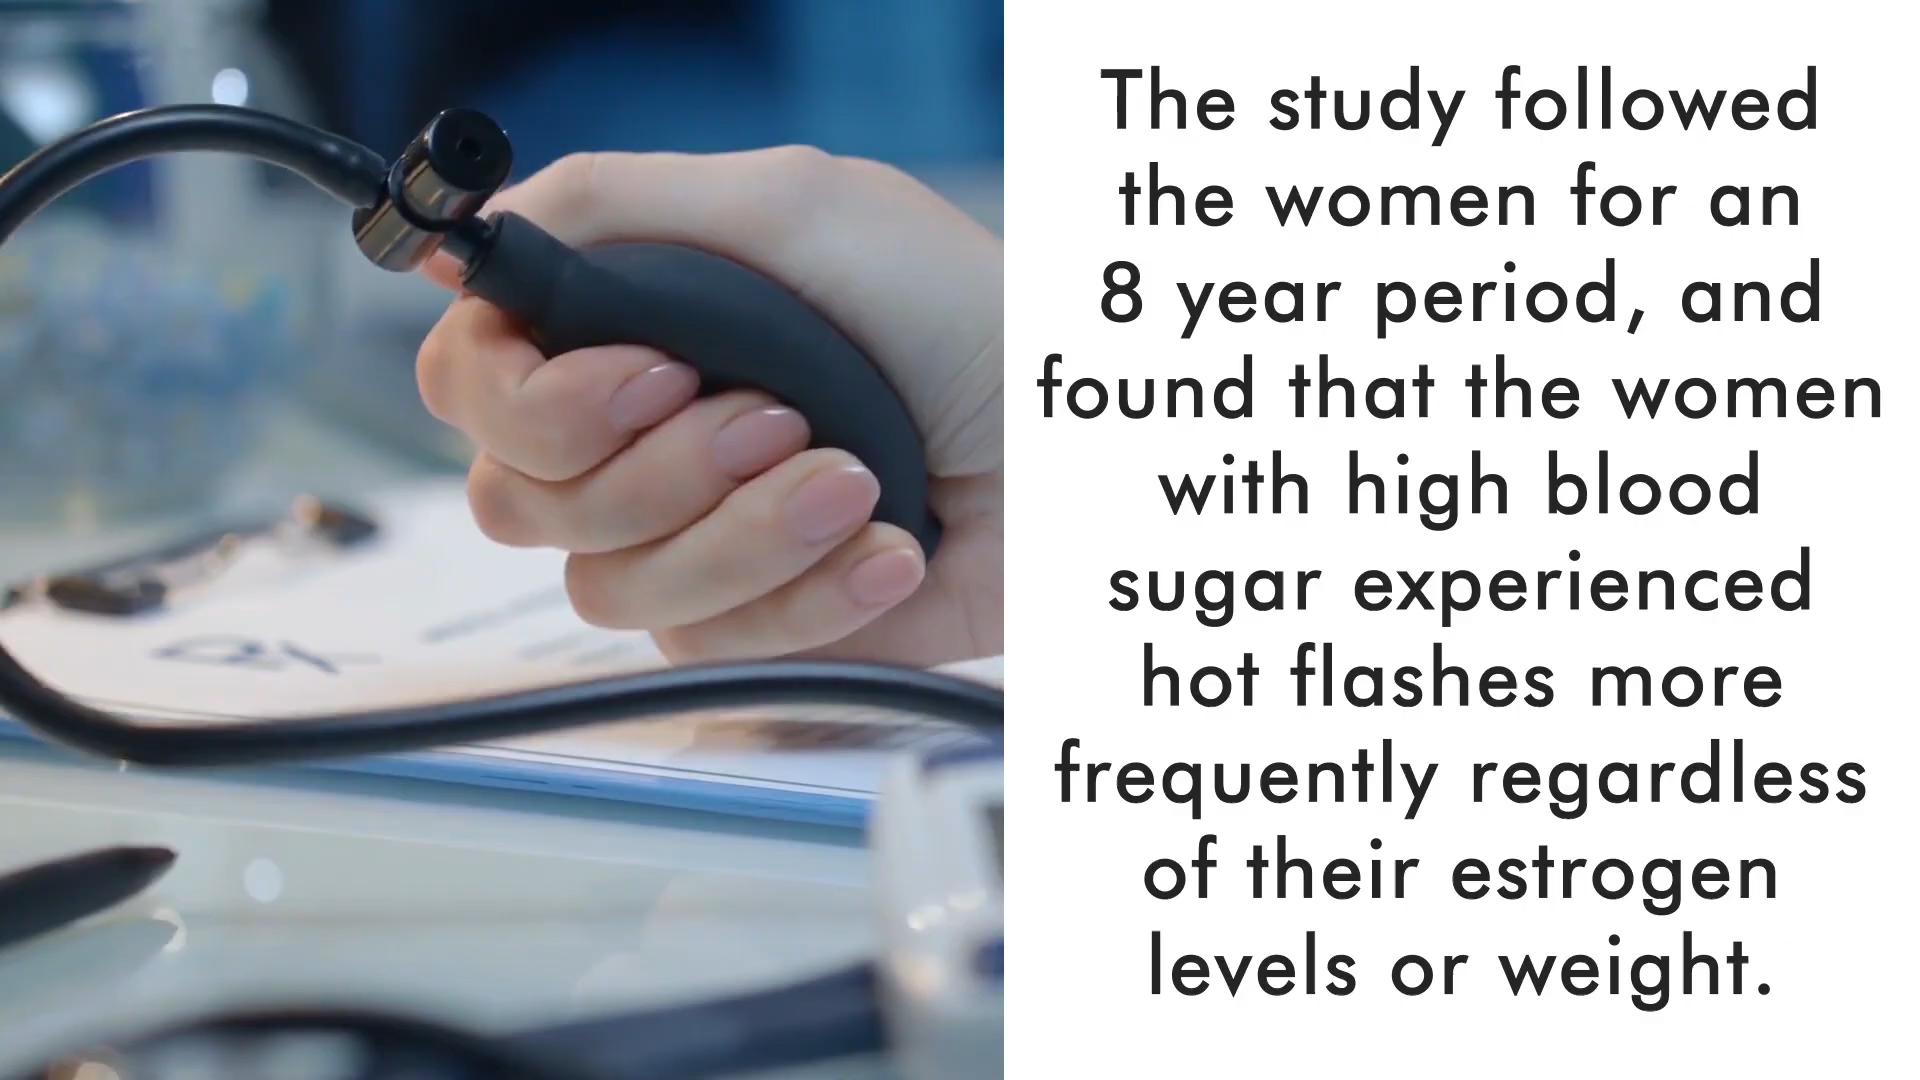 The study followed
the women for an
8 year period, and
found that the women
with high blood
sugar experienced
hot flashes more
frequently regardless
of their estrogen
levels or weight.